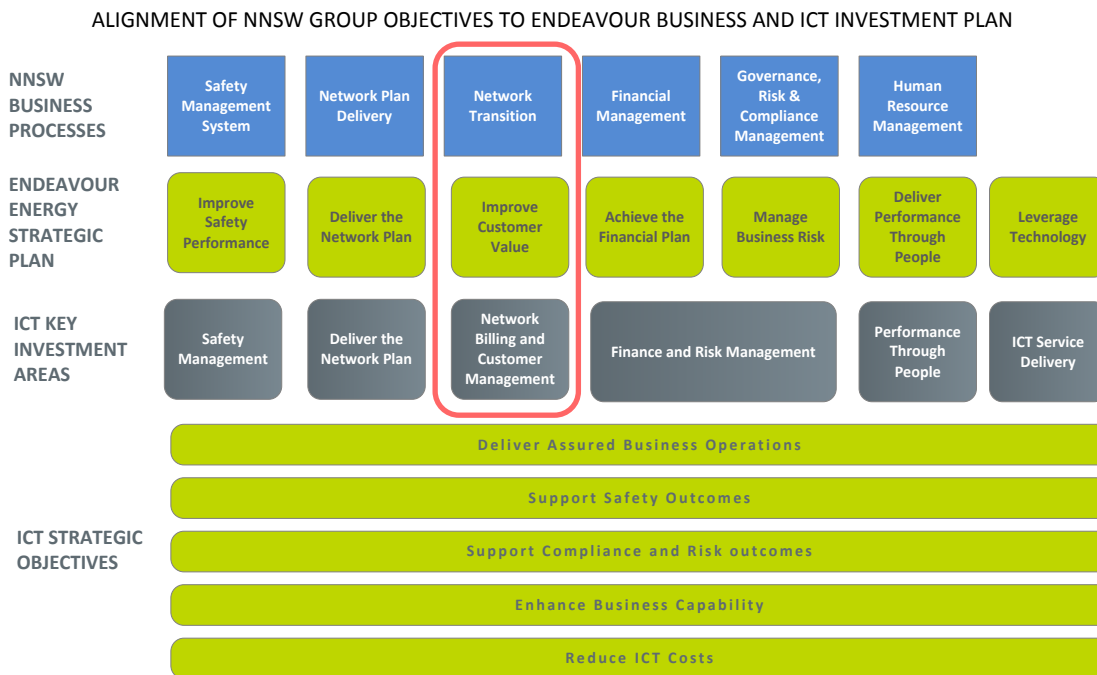 ALIGNMENT OF NNSW GROUP OBJECTIVES TO ENDEAVOUR BUSINESS AND ICT INVESTMENT PLAN
NNSW
BUSINESS
PROCESSES
Safety
Management
System
Network Plan
Delivery
Network
Transition
Financial
Management
Governance,
Risk &
Compliance
Management
Human
Resource
Management
ENDEAVOUR
ENERGY
STRATEGIC
PLAN
Improve
Safety
Performance
Deliver the
Network Plan
Improve
Customer
Value
Achieve the
Financial Plan
Manage
Business Risk
Deliver
Performance
Through
People
Leverage
Technology
ICT KEY
INVESTMENT
AREAS
Safety
Management
Deliver the
Network Plan
Network
Billing and
Customer
Management
Finance and Risk Management
Performance
Through
People
ICT Service
Delivery
ICT STRATEGIC
OBJECTIVES
Deliver Assured Business Operations
Support Safety Outcomes
Support Compliance and Risk outcomes
Enhance Business Capability
Reduce ICT Costs